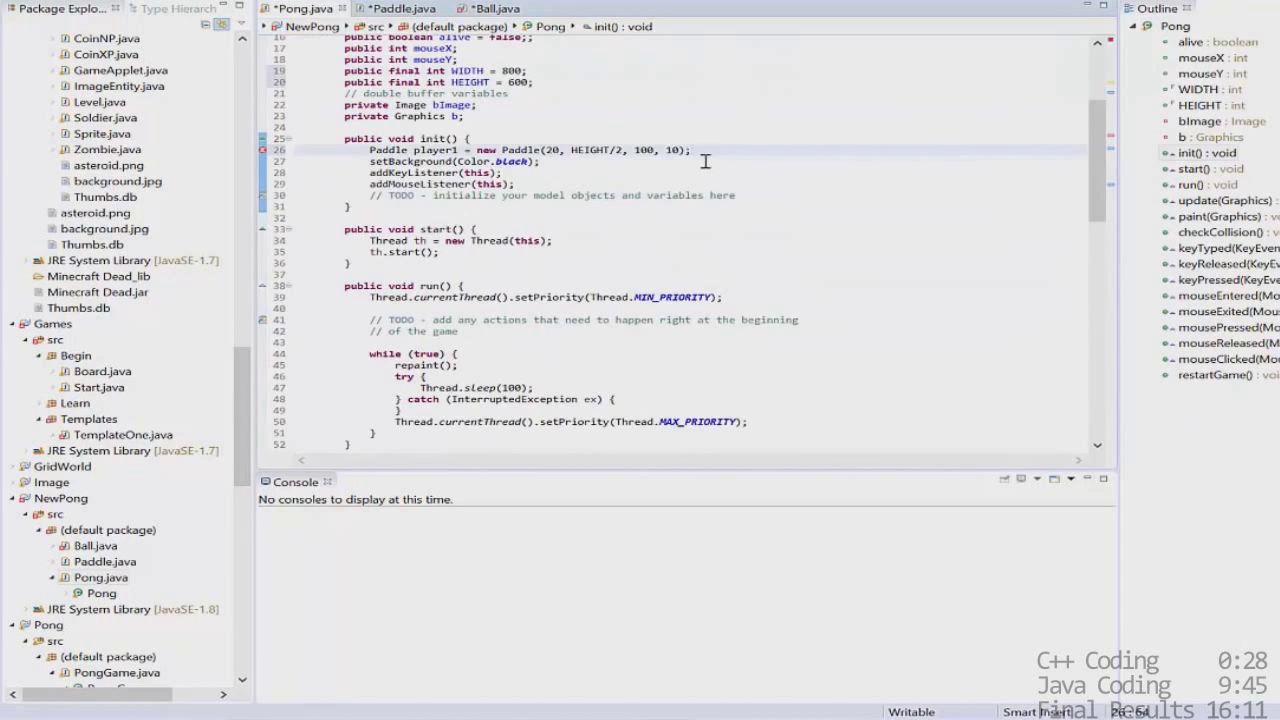 Package Explo...
Type Hierarch
CoinNP.java
CoinXP.java
GameApplet.java
ImageEntity.java
Level.java
Soldier.java
Sprite.java
Zombie.java
asteroid.png
background.jpg
Thumbs.db
asteroid.png
background.jpg
Thumbs.db
JRE System Library [JavaSE-1.7]
Minecraft Dead_lib
Minecraft Dead.jar
Thumbs.db
Games
src
Begin
Board.java
Start.java
Learn
Templates
TemplateOne.java
JRE System Library [JavaSE-1.7]
GridWorld
Image
NewPong
src
(default package)
Ball.java
Paddle.java
Pong.java
Pong
JRE System Library [JavaSE-1.8]
Pong
src
(default package)
PongGame.java
*Pong.java
*Paddle.java
*Ball.java
NewPong
src
(default package)
Pong
init() : void
16 public boolean alive = false;;
17 public int mouseX;
18 public int mouseY;
19 public final int WIDTH = 800;
20 public final int HEIGHT = 600;
21 // double buffer variables
22 private Image bImage;
23 private Graphics b;
24
25 public void init() {
26 Paddle player1 = new Paddle(20, HEIGHT/2, 100, 10);
27 setBackground(Color.black);
28 addKeyListener(this);
29 addMouseListener(this);
30 // TODO - initialize your model objects and variables here
31 }
32
33 public void start() {
34 Thread th = new Thread(this);
35 th.start();
36 }
37
38 public void run() {
39 Thread.currentThread().setPriority(Thread.MIN_PRIORITY);
40
41 // TODO - add any actions that need to happen right at the beginning
42 // of the game
43
44 while (true) {
45 repaint();
46 try {
47 Thread.sleep(100);
48 } catch (InterruptedException ex) {
49 }
50 Thread.currentThread().setPriority(Thread.MAX_PRIORITY);
51 }
52 }
Console
No consoles to display at this time.
Outline
Pong
alive : boolean
mouseX : int
mouseY : int
WIDTH : int
HEIGHT : int
bImage : Image
b : Graphics
init() : void
start() : void
run() : void
update(Graphics) :
paint(Graphics) : v
checkCollision() : v
keyTyped(KeyEven
keyReleased(KeyE
keyPressed(KeyEve
mouseEntered(Mo
mouseExited(Mou
mousePressed(Mo
mouseReleased(M
mouseClicked(Mou
restartGame() : voi
C++ Coding 0:28
Java Coding 9:45
Final Results 16:11
Writable
Smart Insert